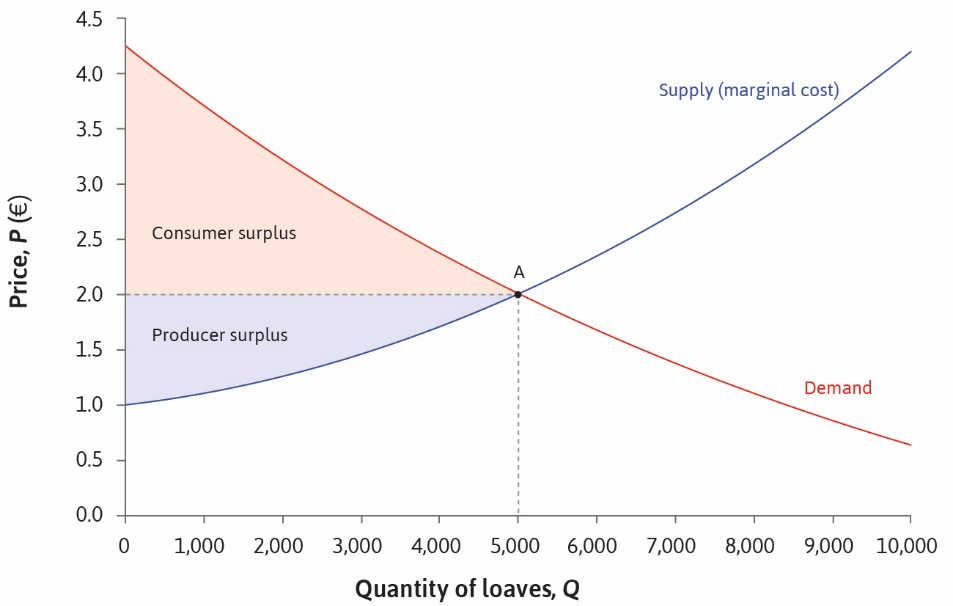 4.5
4.0
3.5
3.0
2.5
2.0
1.5
1.0
0.5
0.0
Price, P (€)
Supply (marginal cost)
Consumer surplus
A
Producer surplus
Demand
0 1,000 2,000 3,000 4,000 5,000 6,000 7,000 8,000 9,000 10,000
Quantity of loaves, Q